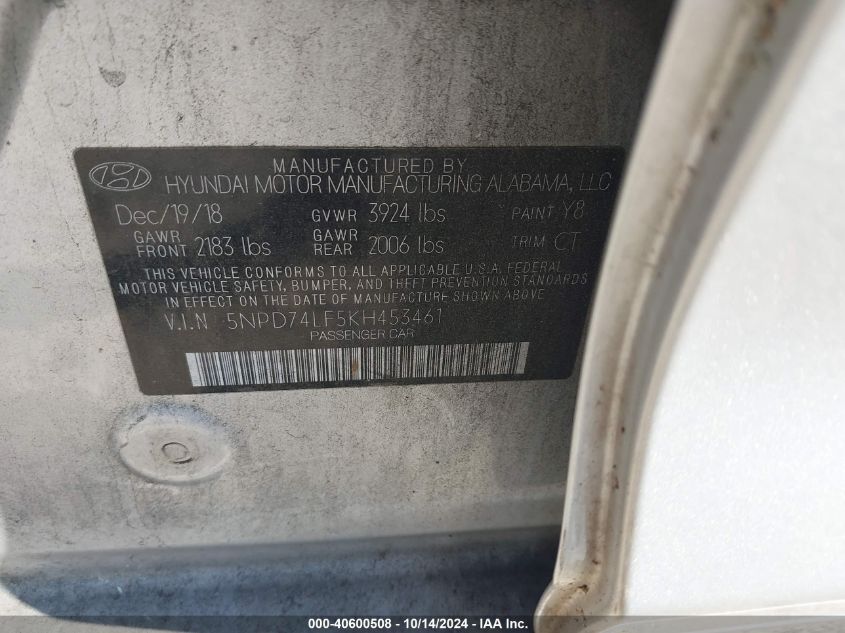 MANUFACTURED BY
HYUNDAI MOTOR MANUFACTURING ALABAMA, LLC
Dec/19/18 GVWR 3924 lbs PAINT Y8
GAWR FRONT 2183 lbs GAWR REAR 2006 lbs TRIM CT
THIS VEHICLE CONFORMS TO ALL APPLICABLE U.S.A. FEDERAL
MOTOR VEHICLE SAFETY, BUMPER, AND THEFT PREVENTION STANDARDS
IN EFFECT ON THE DATE OF MANUFACTURE SHOWN ABOVE.
V.I.N 5NPD74LF5KH453461
PASSENGER CAR
000-40600508 - 10/14/2024 - IAA Inc.